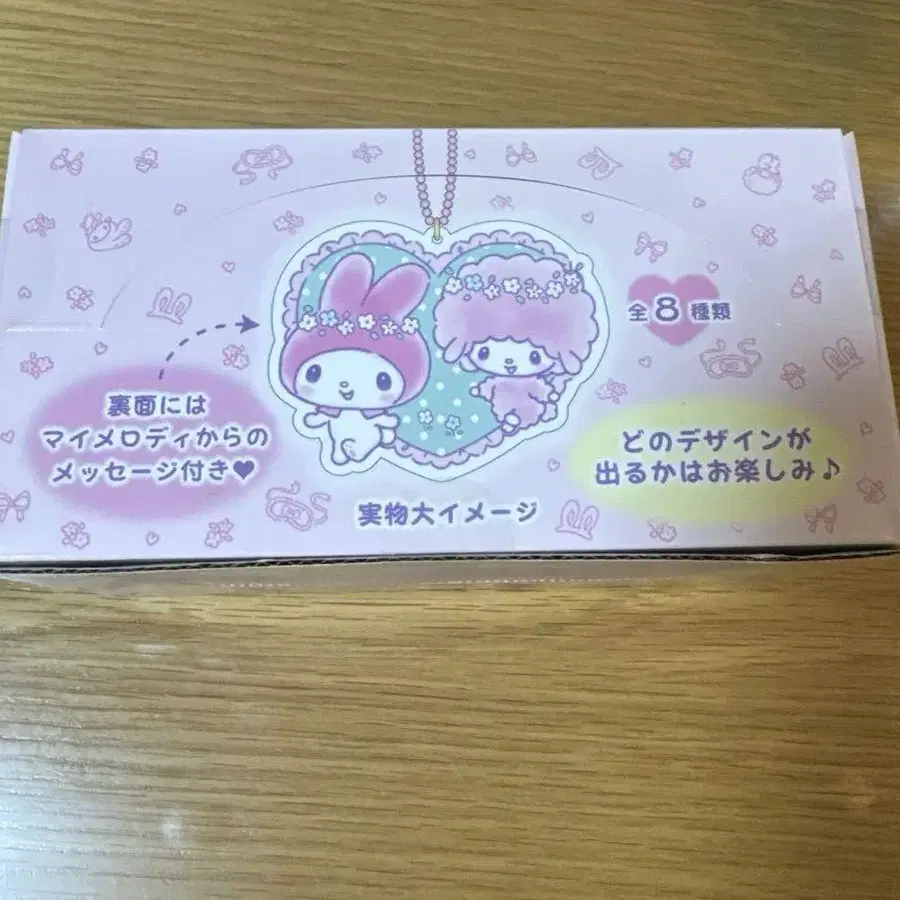 全8種類
裏面には
マイメロディからの
メッセージ付き♥
どのデザインが
出るかはお楽しみ♪
実物大イメージ